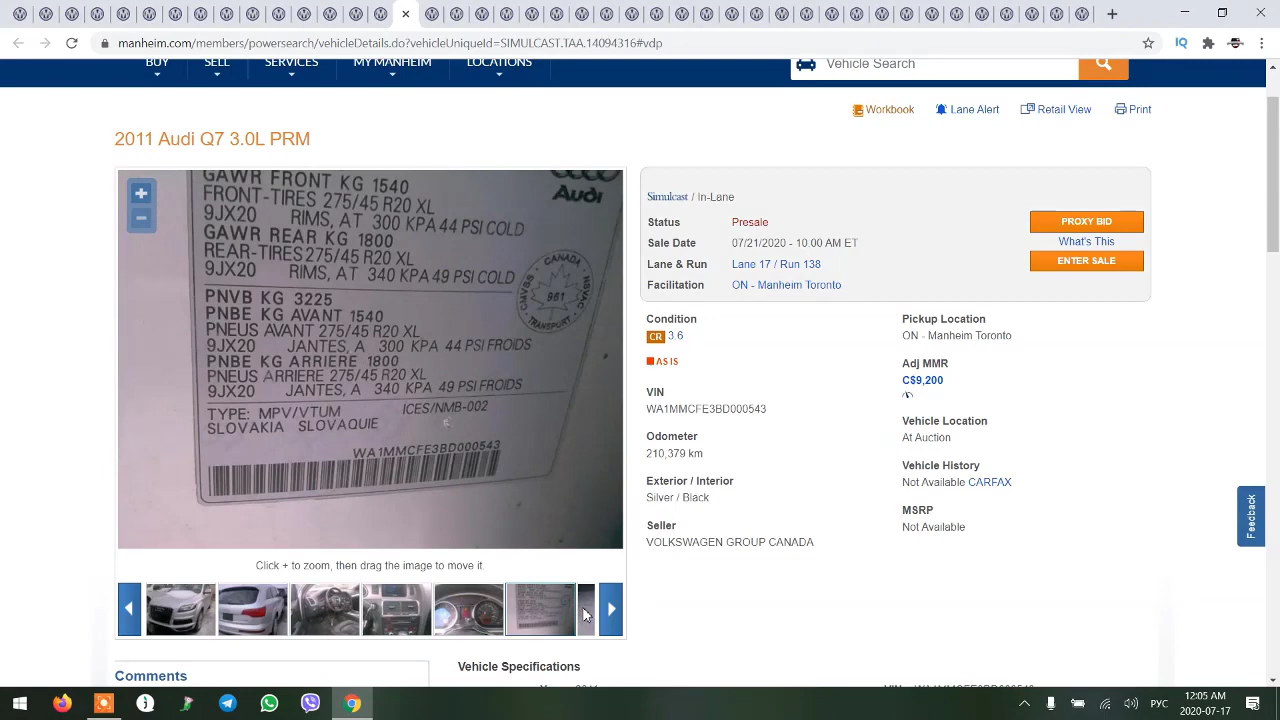 manheim.com/members/powersearch/vehicleDetails.do?vehicleUniqueId=SIMULCAST.TAA.14094316#vdp
IQ
BUY
SELL
SERVICES
MY MANHEIM
LOCATIONS
Vehicle Search
Workbook
Lane Alert
Retail View
Print
2011 Audi Q7 3.0L PRM
GAWR FRONT KG 1540
FRONT-TIRES 275/45 R20 XL
9JX20 RIMS, AT 300 KPA 44 PSI COLD
GAWR REAR KG 1800
REAR-TIRES 275/45 R20 XL
9JX20 RIMS, AT 340 KPA 49 PSI COLD
PNVB KG 3225
PNBE KG AVANT 1540
PNEUS AVANT 275/45 R20 XL
9JX20 JANTES, A 300 KPA 44 PSI FROIDS
PNBE KG ARRIERE 1800
PNEUS ARRIERE 275/45 R20 XL
9JX20 JANTES, A 340 KPA 49 PSI FROIDS
TYPE: MPV/VTUM ICES/NMB-002
SLOVAKIA SLOVAQUIE
WA1MMCFE3BD000543
Audi
CANADA
CMVSS
NSVAC
961
TRANSPORT
Click + to zoom, then drag the image to move it.
Simulcast / In-Lane
Status Presale
Sale Date 07/21/2020 - 10:00 AM ET
Lane & Run Lane 17 / Run 138
Facilitation ON - Manheim Toronto
PROXY BID
What's This
ENTER SALE
Condition
CR 3.6
AS IS
VIN
WA1MMCFE3BD000543
Odometer
210,379 km
Exterior / Interior
Silver / Black
Seller
VOLKSWAGEN GROUP CANADA
Pickup Location
ON - Manheim Toronto
Adj MMR
C$9,200
Vehicle Location
At Auction
Vehicle History
Not Available CARFAX
MSRP
Not Available
Feedback
Comments
Vehicle Specifications
РУС
12:05 AM
2020-07-17